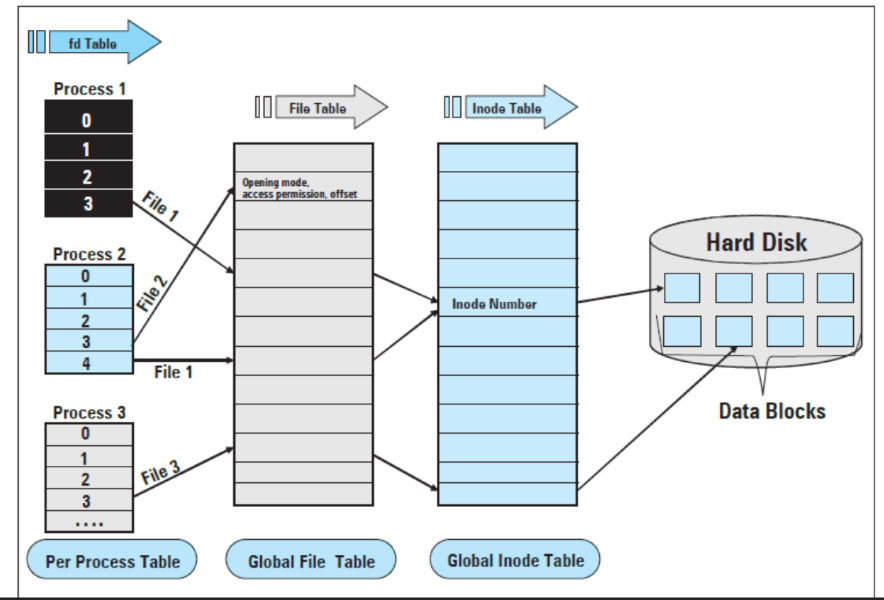 fd Table
Process 1
0
1
2
3
File 1
Process 2
0
1
2
3
4
File 2
File 1
Process 3
0
1
2
3
....
File 3
Per Process Table
File Table
Opening mode,
access permission, offset
Global File Table
Inode Table
Inode Number
Global Inode Table
Hard Disk
Data Blocks